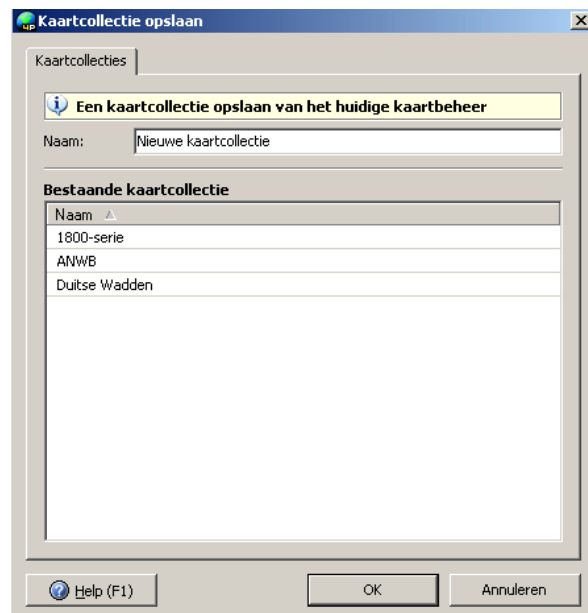 Kaartcollectie opslaan
Kaartcollecties
Een kaartcollectie opslaan van het huidige kaartbeheer
Naam: Nieuwe kaartcollectie
Bestaande kaartcollectie
Naam
1800-serie
ANWB
Duitse Wadden
Help (F1) OK Annuleren